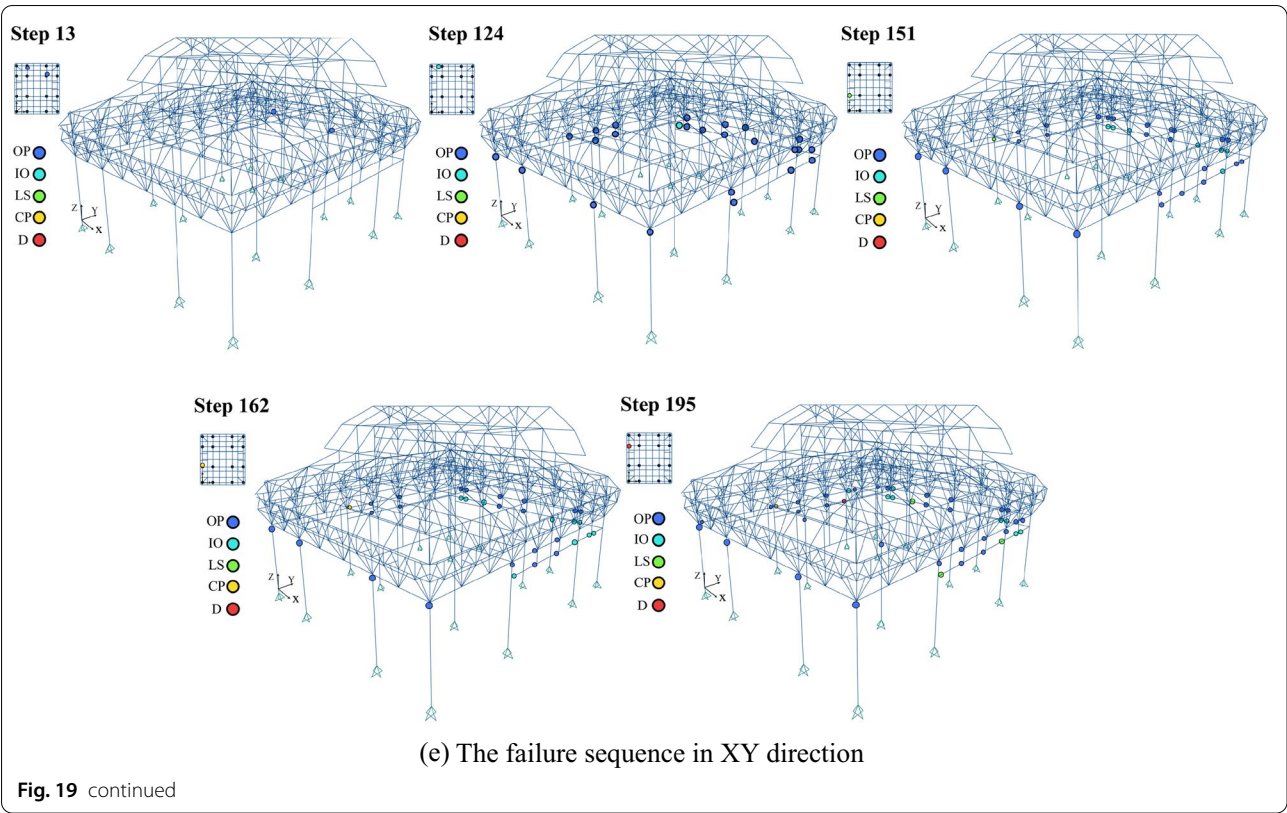 Step 13
OP
IO
LS
CP
D
Z
Y
X
Step 124
OP
IO
LS
CP
D
Z
Y
X
Step 151
OP
IO
LS
CP
D
Z
Y
X
Step 162
OP
IO
LS
CP
D
Z
Y
X
Step 195
OP
IO
LS
CP
D
Z
Y
X
(e) The failure sequence in XY direction
Fig. 19 continued